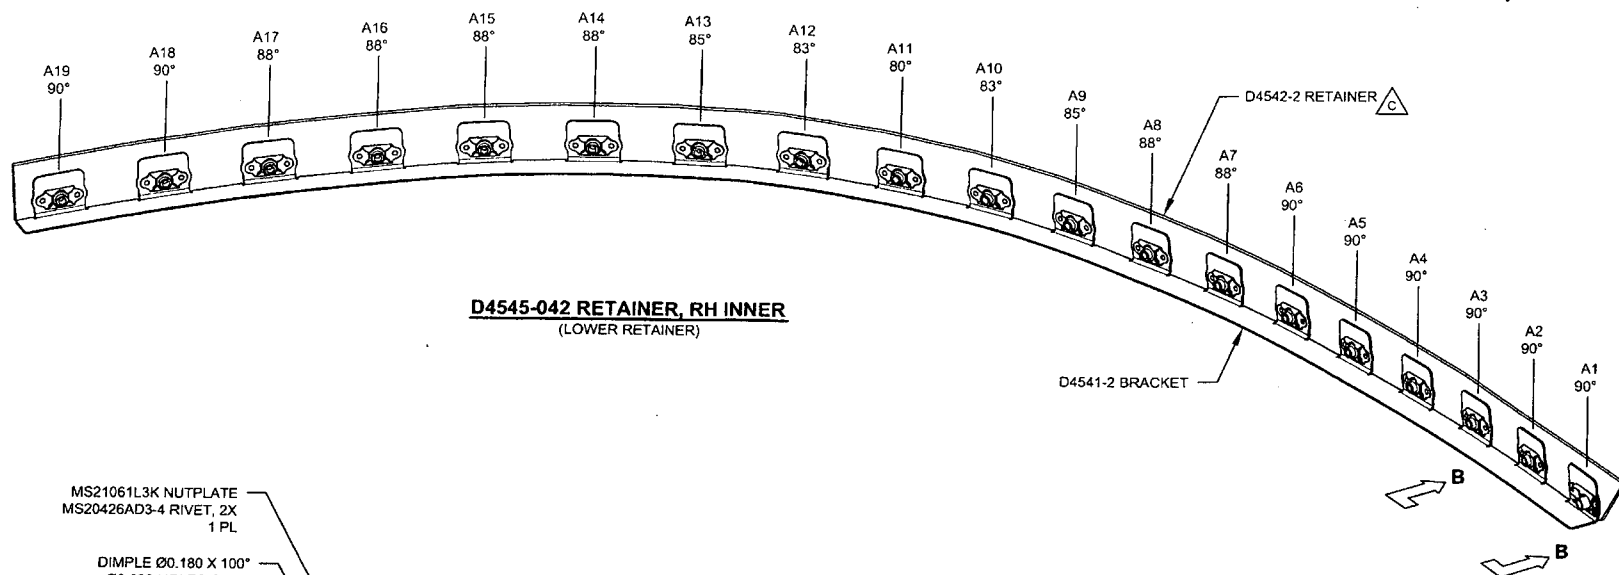 A19
90°
A18
90°
A17
88°
A16
88°
A15
88°
A14
88°
A13
85°
A12
83°
A11
80°
A10
83°
A9
85°
A8
88°
A7
88°
A6
90°
A5
90°
A4
90°
A3
90°
A2
90°
A1
90°
D4542-2 RETAINER
C
D4545-042 RETAINER, RH INNER
(LOWER RETAINER)
D4541-2 BRACKET
B
B
MS21061L3K NUTPLATE
MS20426AD3-4 RIVET, 2X
1 PL
DIMPLE Ø0.180 X 100°